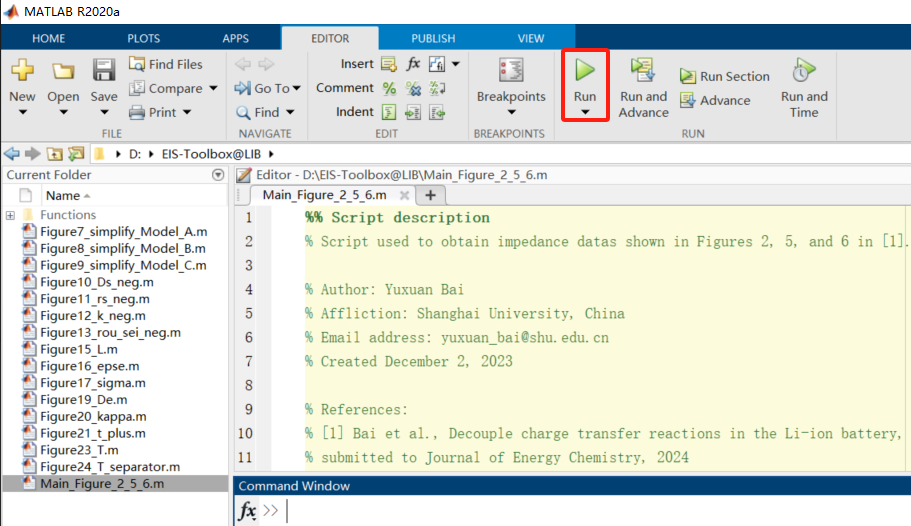 MATLAB R2020a
HOME PLOTS APPS EDITOR PUBLISH VIEW
New
Open
Save
Find Files
Compare
Print
FILE
Go To
Find
NAVIGATE
Insert fx
Comment %
Indent
EDIT
Breakpoints
BREAKPOINTS
Run
Run and
Advance
Run Section
Advance
Run and
Time
RUN
D: EIS-Toolbox@LIB
Current Folder
Name
Functions
Figure7_simplify_Model_A.m
Figure8_simplify_Model_B.m
Figure9_simplify_Model_C.m
Figure10_Ds_neg.m
Figure11_rs_neg.m
Figure12_k_neg.m
Figure13_rou_sei_neg.m
Figure15_L.m
Figure16_epse.m
Figure17_sigma.m
Figure19_De.m
Figure20_kappa.m
Figure21_t_plus.m
Figure23_T.m
Figure24_T_separator.m
Main_Figure_2_5_6.m
Editor - D:\EIS-Toolbox@LIB\Main_Figure_2_5_6.m
Main_Figure_2_5_6.m +
1 %% Script description
2 % Script used to obtain impedance datas shown in Figures 2, 5, and 6 in [1].
3
4 % Author: Yuxuan Bai
5 % Affliction: Shanghai University, China
6 % Email address: yuxuan_bai@shu.edu.cn
7 % Created December 2, 2023
8
9 % References:
10 % [1] Bai et al., Decouple charge transfer reactions in the Li-ion battery,
11 % submitted to Journal of Energy Chemistry, 2024
Command Window
fx >>